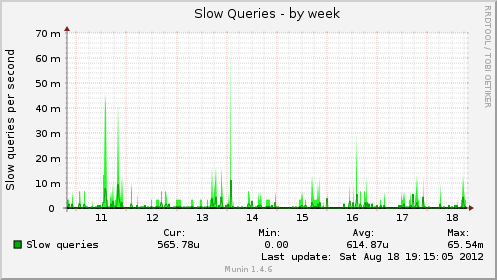 Slow Queries - by week
RRDTOOL / TOBI OETIKER
Slow queries per second
70 m
60 m
50 m
40 m
30 m
20 m
10 m
0
11 12 13 14 15 16 17 18
Cur: Min: Avg: Max:
Slow queries 565.78u 0.00 614.87u 65.54m
Last update: Sat Aug 18 19:15:05 2012
Munin 1.4.6